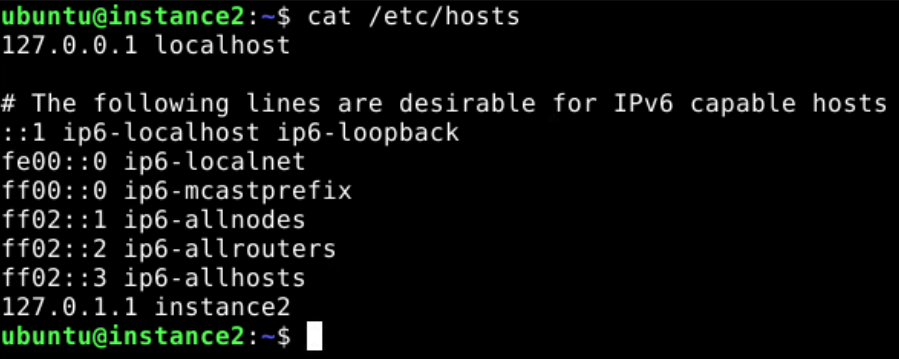 ubuntu@instance2:~$ cat /etc/hosts
127.0.0.1 localhost

# The following lines are desirable for IPv6 capable hosts
::1 ip6-localhost ip6-loopback
fe00::0 ip6-localnet
ff00::0 ip6-mcastprefix
ff02::1 ip6-allnodes
ff02::2 ip6-allrouters
ff02::3 ip6-allhosts
127.0.1.1 instance2
ubuntu@instance2:~$